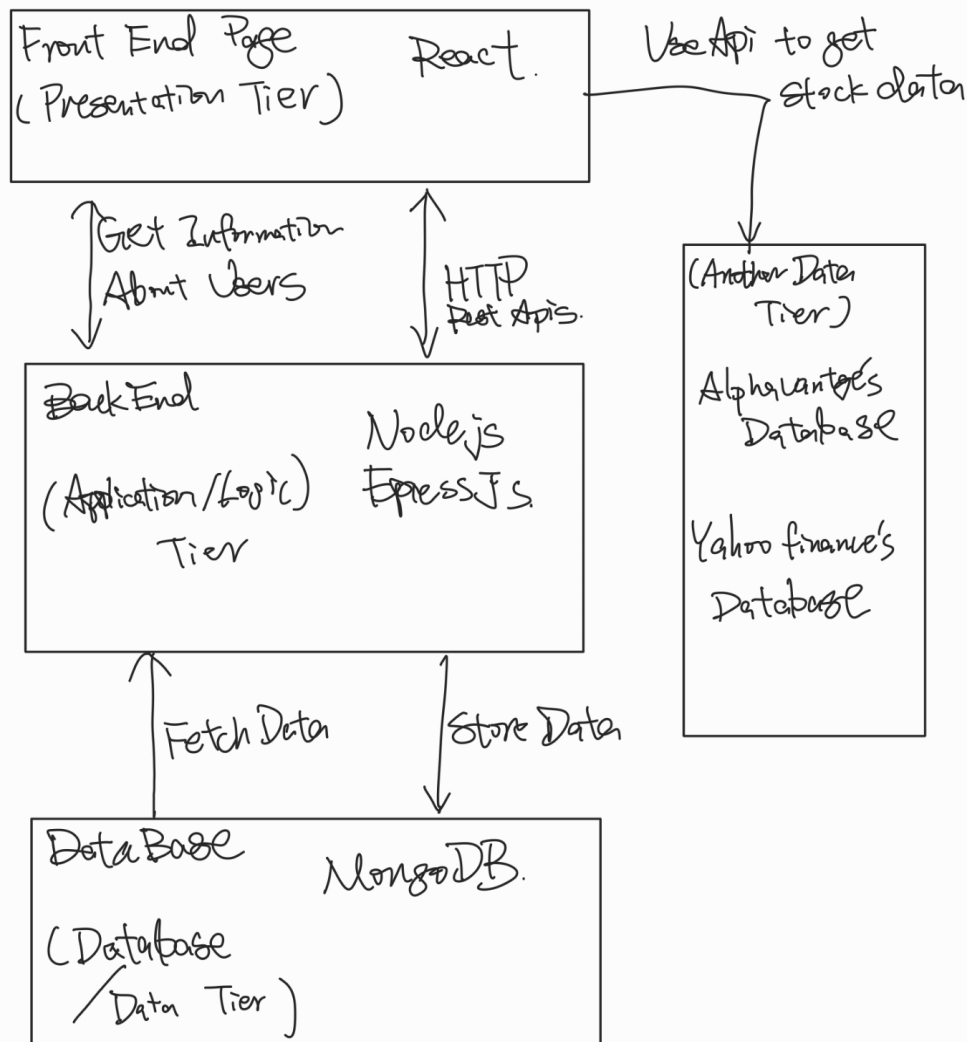 Front End Page
(Presentation Tier)
React.
Use Api to get
stock data
Get Information
About Users
HTTP
Rest Apis.
(Another Data
Tier)
Alphavantge's
Database
Yahoo finance's
Database
BackEnd
(Application/Logic)
Tier
Node.js
EpressJs
Fetch Data
Store Data
DataBase
MongoDB.
(Database
/Data Tier)